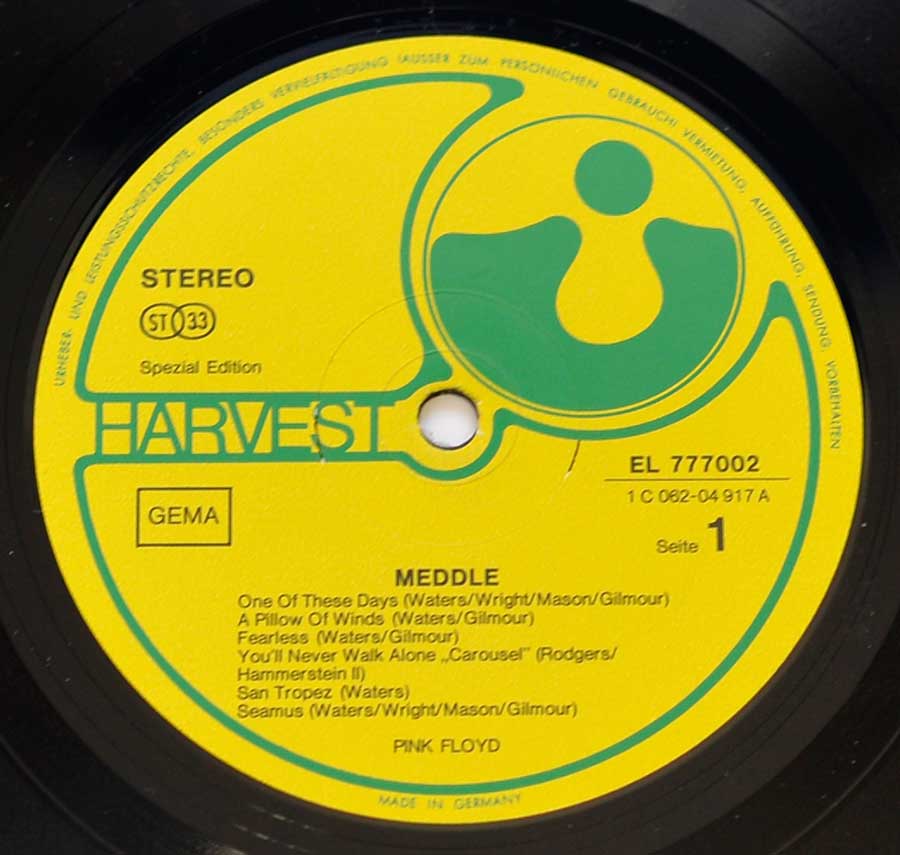 URHEBER- UND LEISTUNGSSCHUTZRECHTE, BESONDERS VERVIELFÄLTIGUNG (AUSSER ZUM PERSÖNLICHEN GEBRAUCH) VERMIETUNG, AUFFÜHRUNG, SENDUNG, VORBEHALTEN
STEREO
ST 33
Spezial Edition
HARVEST
EL 777002
1 C 062-04 917 A
GEMA
Seite 1
MEDDLE
One Of These Days (Waters/Wright/Mason/Gilmour)
A Pillow Of Winds (Waters/Gilmour)
Fearless (Waters/Gilmour)
You'll Never Walk Alone „Carousel" (Rodgers/
Hammerstein II)
San Tropez (Waters)
Seamus (Waters/Wright/Mason/Gilmour)
PINK FLOYD
MADE IN GERMANY